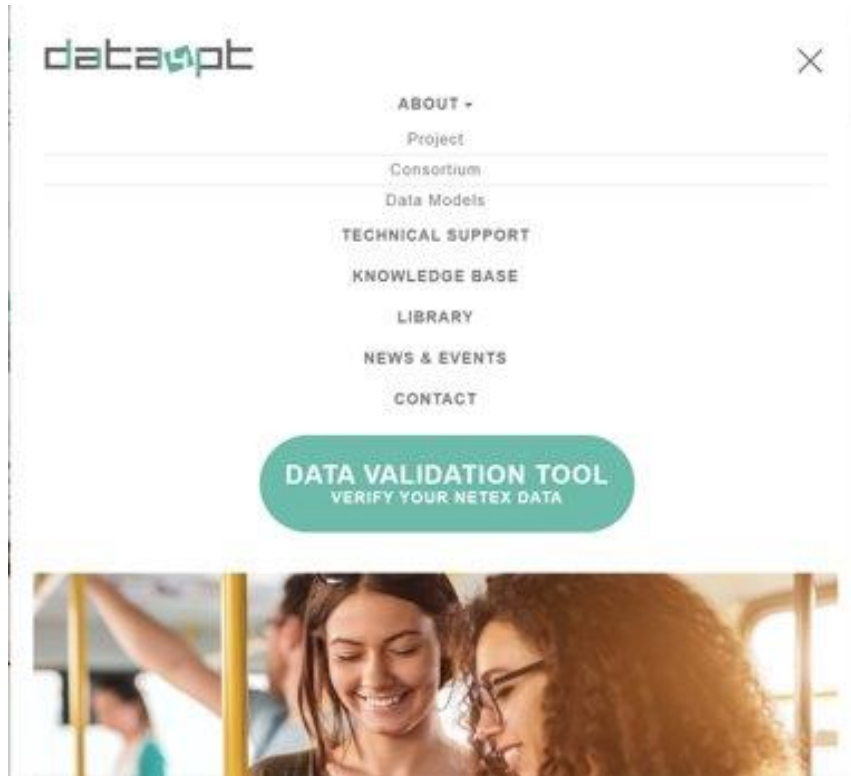 data4pt
ABOUT
Project
Consortium
Data Models
TECHNICAL SUPPORT
KNOWLEDGE BASE
LIBRARY
NEWS & EVENTS
CONTACT
DATA VALIDATION TOOL
VERIFY YOUR NETEX DATA